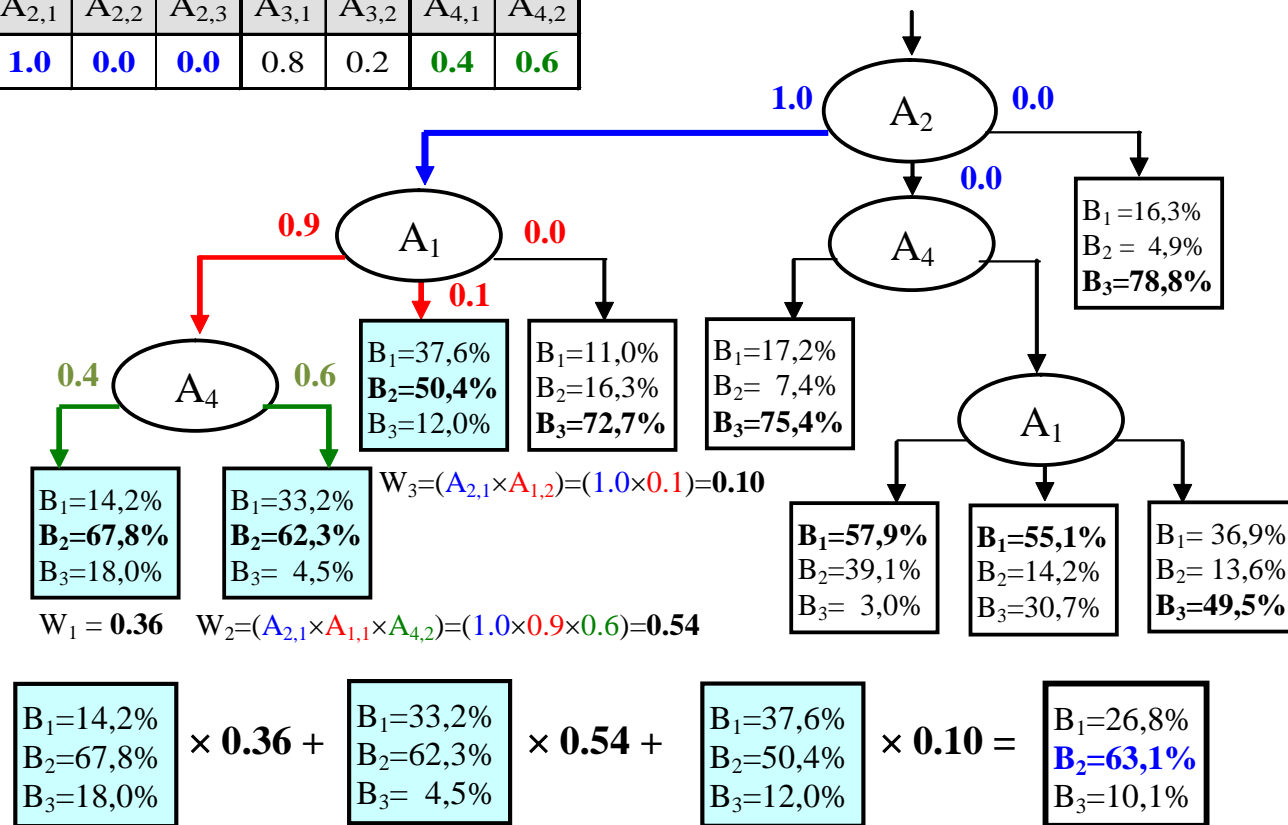 A2,1 A2,2 A2,3 A3,1 A3,2 A4,1 A4,2
1.0 0.0 0.0 0.8 0.2 0.4 0.6
1.0 A2 0.0
0.0
0.9 A1 0.0
0.1
A4
B1 =16,3%
B2 = 4,9%
B3=78,8%
0.4 A4 0.6
B1=37,6%
B2=50,4%
B3=12,0%
B1=11,0%
B2=16,3%
B3=72,7%
B1=17,2%
B2= 7,4%
B3=75,4%
A1
W3=(A2,1×A1,2)=(1.0×0.1)=0.10
B1=14,2%
B2=67,8%
B3=18,0%
B1=33,2%
B2=62,3%
B3= 4,5%
B1=57,9%
B2=39,1%
B3= 3,0%
B1=55,1%
B2=14,2%
B3=30,7%
B1= 36,9%
B2= 13,6%
B3=49,5%
W1 = 0.36 W2=(A2,1×A1,1×A4,2)=(1.0×0.9×0.6)=0.54
B1=14,2%
B2=67,8%
B3=18,0%
× 0.36 +
B1=33,2%
B2=62,3%
B3= 4,5%
× 0.54 +
B1=37,6%
B2=50,4%
B3=12,0%
× 0.10 =
B1=26,8%
B2=63,1%
B3=10,1%